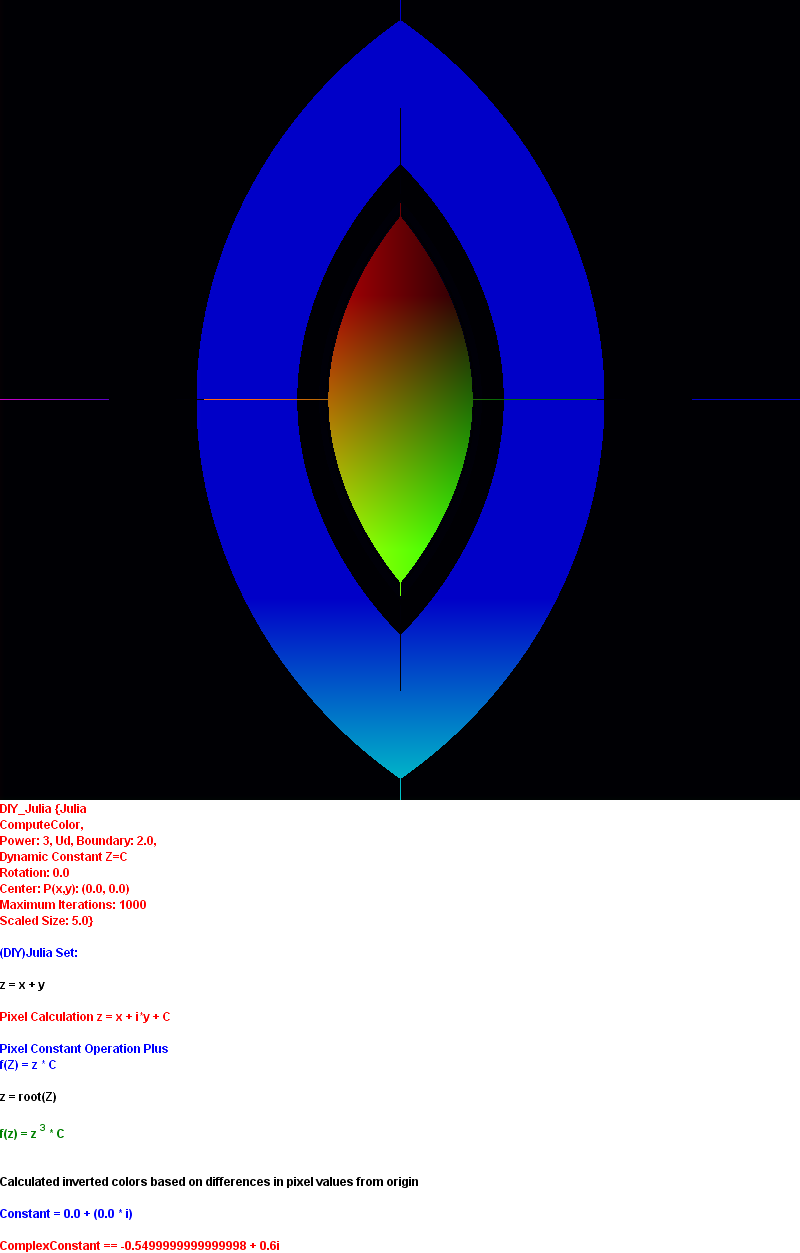 DIY_Julia {Julia
ComputeColor,
Power: 3, Ud, Boundary: 2.0,
Dynamic Constant Z=C
Rotation: 0.0
Center: P(x,y): (0.0, 0.0)
Maximum Iterations: 1000
Scaled Size: 5.0}
(DIY)Julia Set:
z = x + y
Pixel Calculation z = x + i*y + C
Pixel Constant Operation Plus
f(Z) = z * C
z = root(Z)
f(z) = z 3 * C
Calculated inverted colors based on differences in pixel values from origin
Constant = 0.0 + (0.0 * i)
ComplexConstant == -0.5499999999999998 + 0.6i